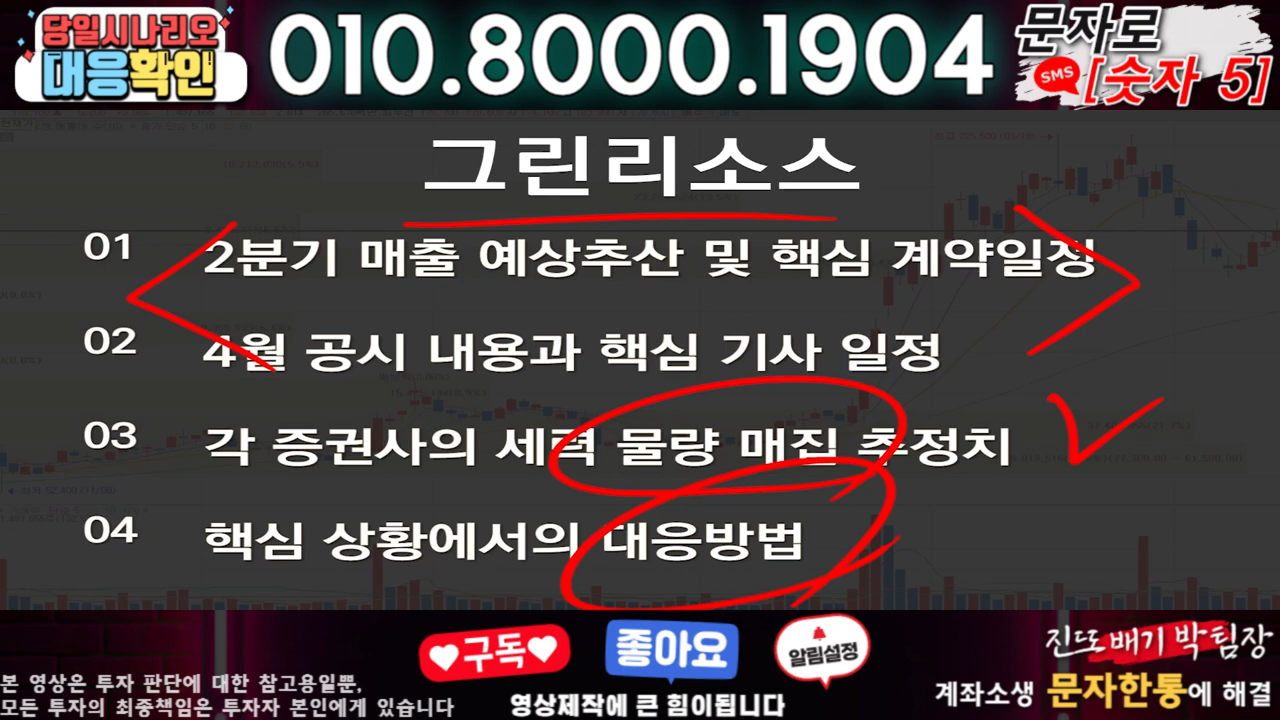 당일시나리오
대응확인
010.8000.1904
문자로
SMS [숫자 5]
그린리소스
01 2분기 매출 예상추산 및 핵심 계약일정
02 4월 공시 내용과 핵심 기사 일정
03 각 증권사의 세력 물량 매진 추정치
04 핵심 상황에서의 대응방법
구독
좋아요
알림설정
영상제작에 큰 힘이됩니다
본 영상은 투자 판단에 대한 참고용일뿐,
모든 투자의 최종책임은 투자자 본인에게 있습니다
진또배기 박팀장
계좌소생 문자한통에 해결